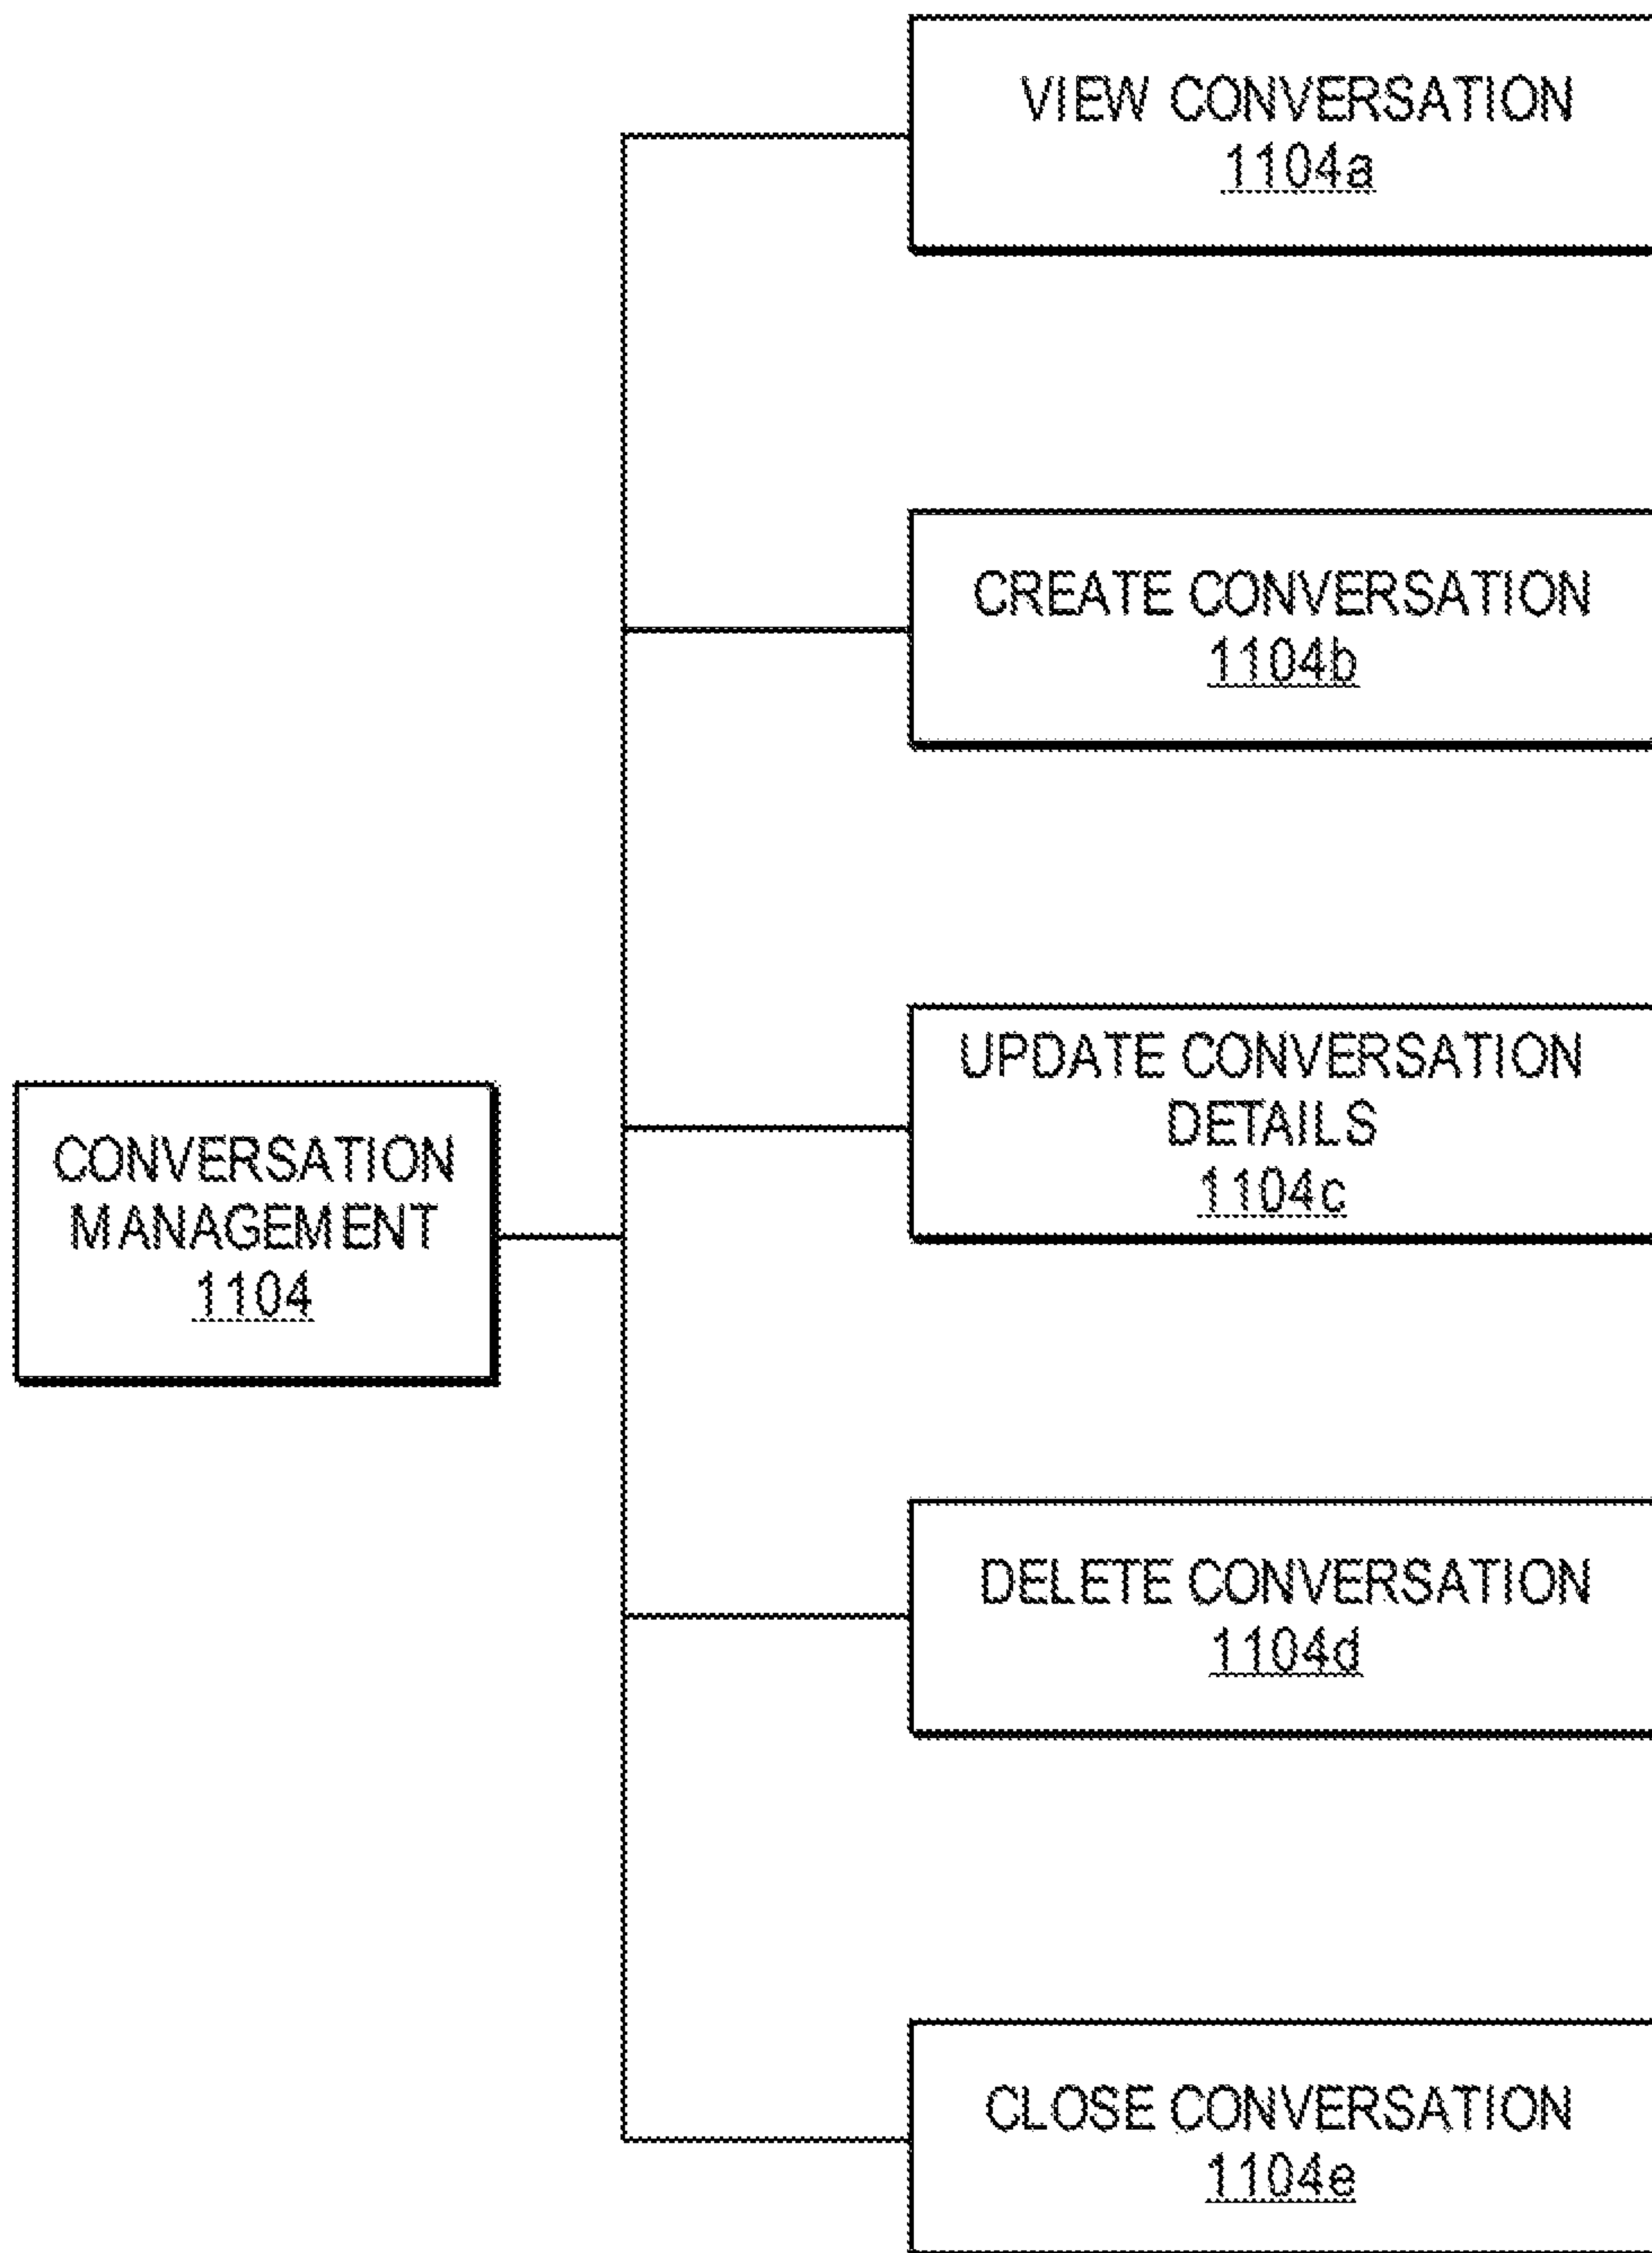 VIEW CONVERSATION
1104a
CREATE CONVERSATION
1104b
UPDATE CONVERSATION
DETAILS
1104c
CONVERSATION
MANAGEMENT
1104
DELETE CONVERSATION
1104d
CLOSE CONVERSATION
1104e